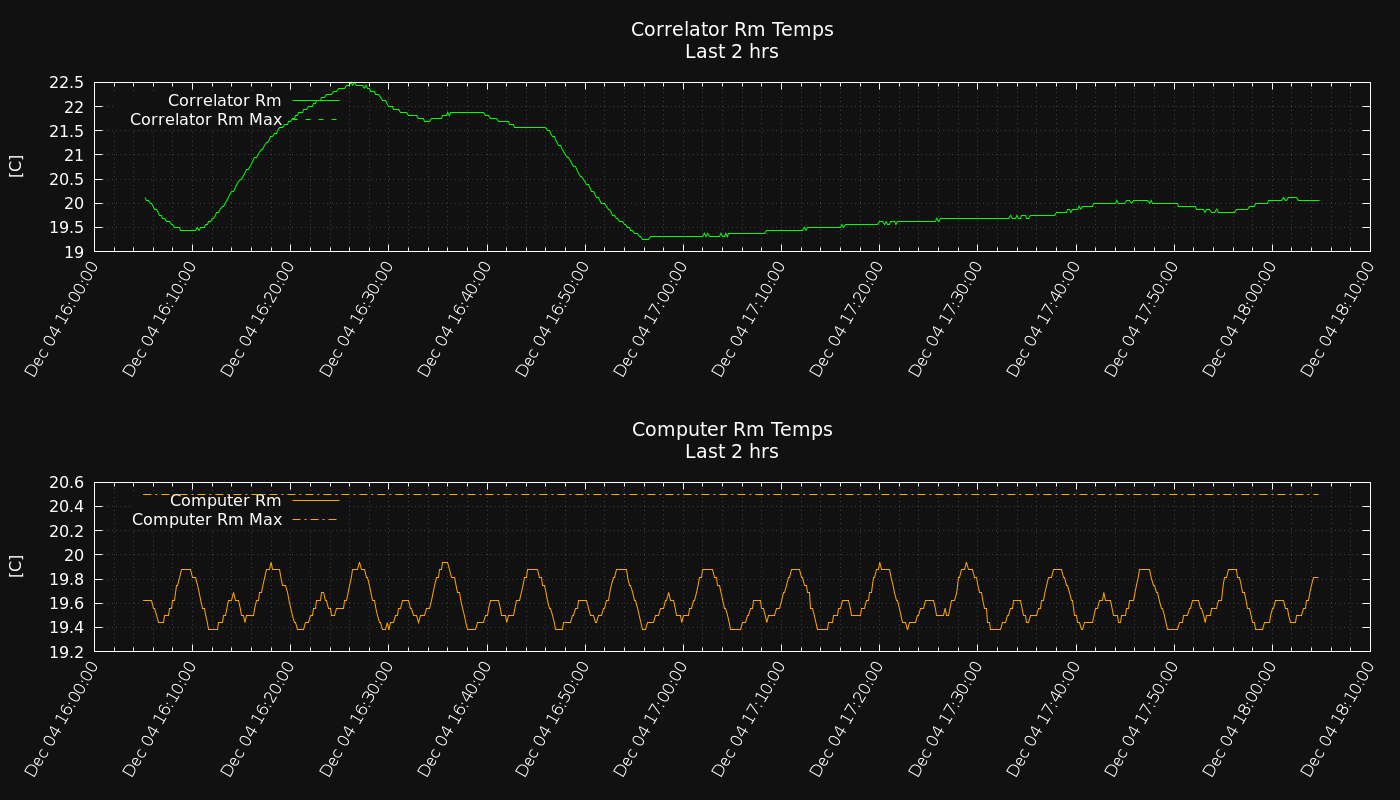 Correlator Rm Temps
Last 2 hrs
22.5
22
21.5
21
20.5
20
19.5
19
[C]
Correlator Rm
Correlator Rm Max
Dec 04 16:00:00
Dec 04 16:10:00
Dec 04 16:20:00
Dec 04 16:30:00
Dec 04 16:40:00
Dec 04 16:50:00
Dec 04 17:00:00
Dec 04 17:10:00
Dec 04 17:20:00
Dec 04 17:30:00
Dec 04 17:40:00
Dec 04 17:50:00
Dec 04 18:00:00
Dec 04 18:10:00
Computer Rm Temps
Last 2 hrs
20.6
20.4
20.2
20
19.8
19.6
19.4
19.2
[C]
Computer Rm
Computer Rm Max
Dec 04 16:00:00
Dec 04 16:10:00
Dec 04 16:20:00
Dec 04 16:30:00
Dec 04 16:40:00
Dec 04 16:50:00
Dec 04 17:00:00
Dec 04 17:10:00
Dec 04 17:20:00
Dec 04 17:30:00
Dec 04 17:40:00
Dec 04 17:50:00
Dec 04 18:00:00
Dec 04 18:10:00